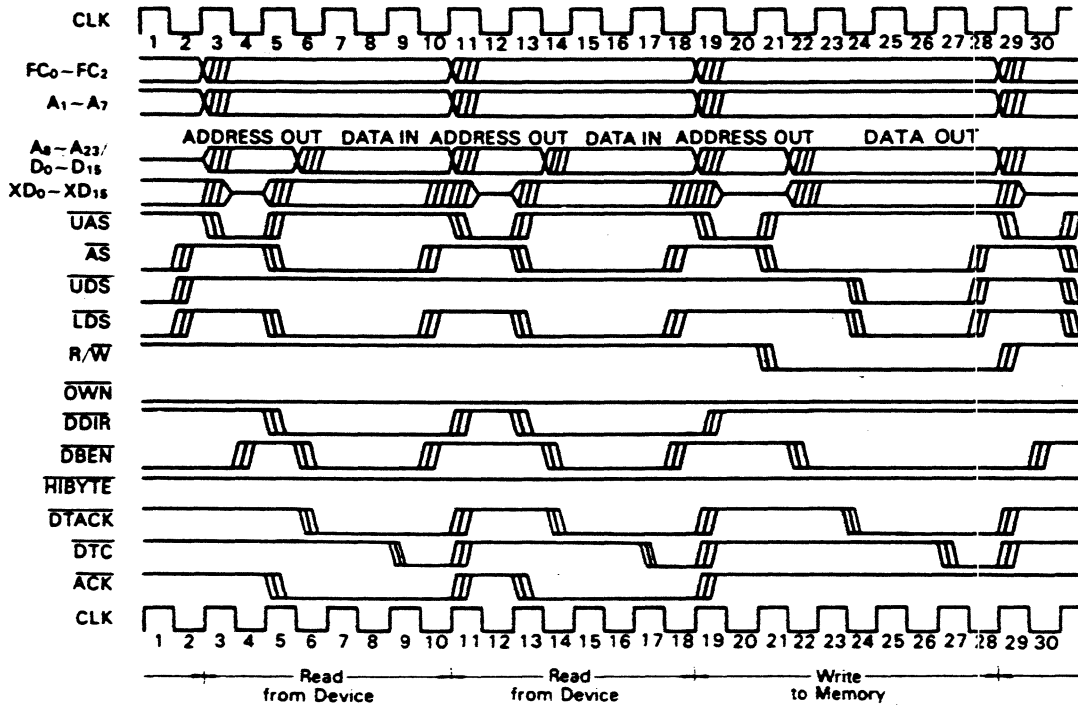 CLK
1 2 3 4 5 6 7 8 9 10 11 12 13 14 15 16 17 18 19 20 21 22 23 24 25 26 27 28 29 30
FC₀~FC₂
A₁~A₇
ADDRESS OUT DATA IN ADDRESS OUT DATA IN ADDRESS OUT DATA OUT
A₈~A₂₃/
D₀~D₁₅
XD₀~XD₁₅
UAS
AS
UDS
LDS
R/W
OWN
DDIR
DBEN
HIBYTE
DTACK
DTC
ACK
CLK
1 2 3 4 5 6 7 8 9 10 11 12 13 14 15 16 17 18 19 20 21 22 23 24 25 26 27 28 29 30
Read Read Write
from Device from Device to Memory